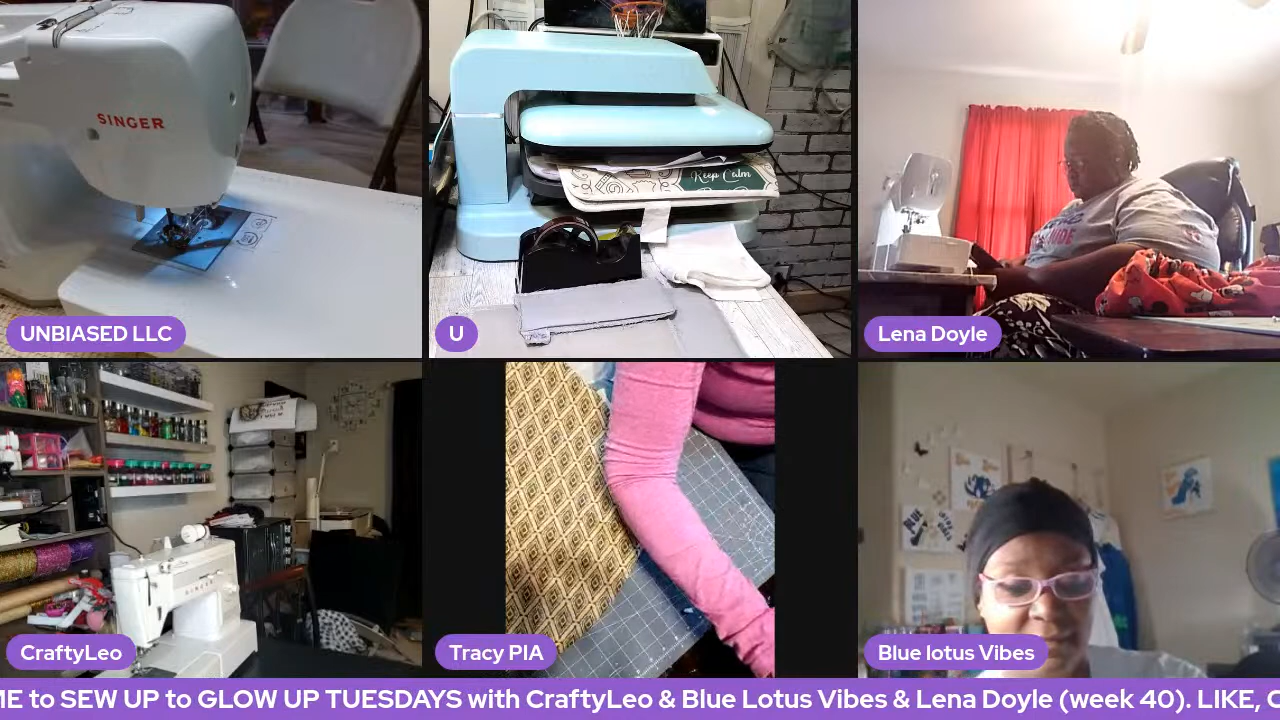 SINGER
UNBIASED LLC
Keep Calm
U
Lena Doyle
CraftyLeo
SINGER
Tracy PIA
Blue lotus Vibes
ME to SEW UP to GLOW UP TUESDAYS with CraftyLeo & Blue Lotus Vibes & Lena Doyle (week 40). LIKE, C